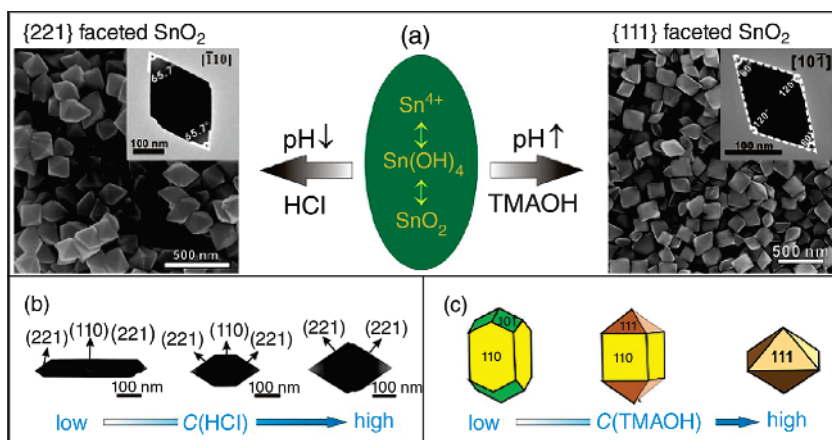 {221} faceted SnO₂
(a)
{111} faceted SnO₂
65.7°
[1̄10]
65.7°
100 nm
500 nm
pH↓
HCl
Sn⁴⁺
Sn(OH)₄
SnO₂
pH↑
TMAOH
60°
[101̄]
120°
120°
100 nm
500 nm
(b)
(221) (110) (221)
(221) (110) (221)
(221) (221)
100 nm
100 nm
100 nm
low C(HCl) high
(c)
101
110
111
110
111
low C(TMAOH) high